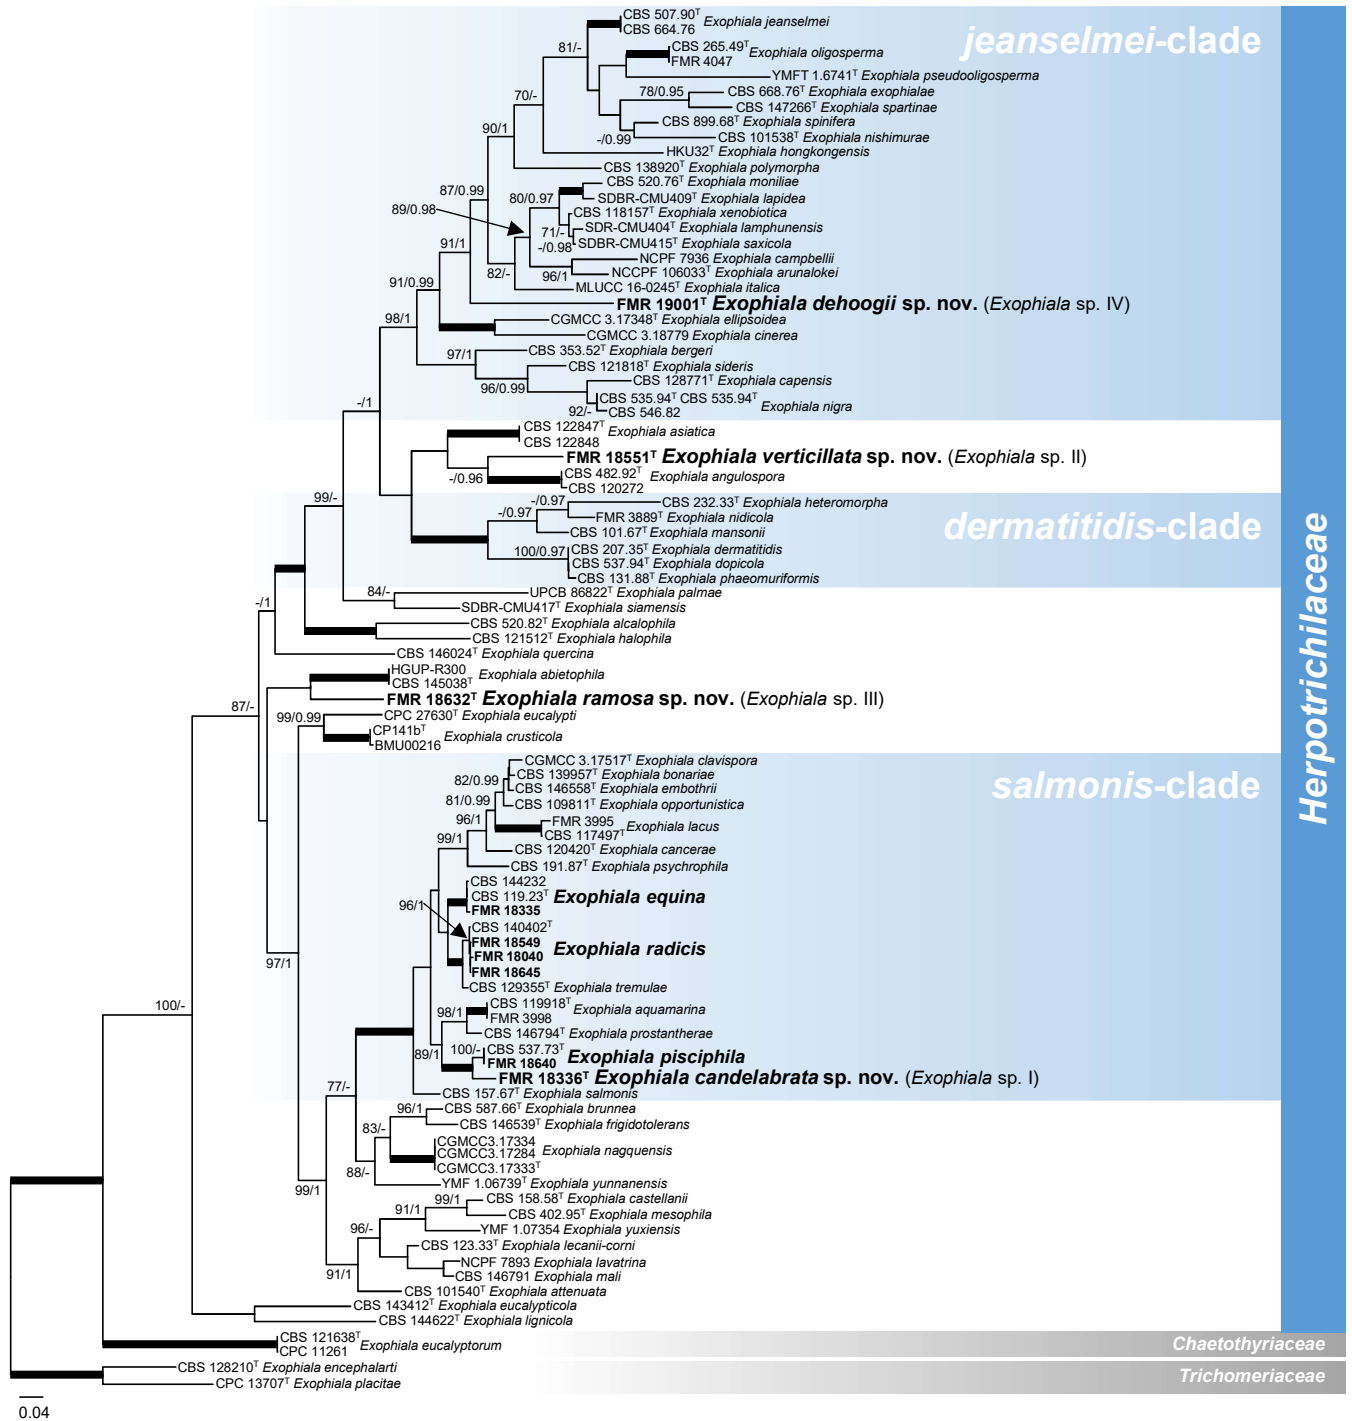 CBS 507.90ᵀ
Exophiala jeanselmei
CBS 664.76
jeanselmei-clade
81/-
CBS 265.49ᵀ
Exophiala oligosperma
FMR 4047
YMFT 1.6741ᵀ Exophiala pseudooligosperma
78/0.95
CBS 668.76ᵀ Exophiala exophialae
70/-
CBS 147266ᵀ Exophiala spartinae
CBS 899.68ᵀ Exophiala spinifera
90/1
-/0.99
CBS 101538ᵀ Exophiala nishimurae
HKU32ᵀ Exophiala hongkongensis
CBS 138920ᵀ Exophiala polymorpha
CBS 520.76ᵀ Exophiala moniliae
87/0.99
80/0.97
SDBR-CMU409ᵀ Exophiala lapidea
89/0.98
CBS 118157ᵀ Exophiala xenobiotica
SDR-CMU404ᵀ Exophiala lamphunensis
71/-
91/1
-/0.98
SDBR-CMU415ᵀ Exophiala saxicola
NCPF 7936 Exophiala campbellii
82/-
96/1
NCCPF 106033ᵀ Exophiala arunalokei
91/0.99
MLUCC 16-0245ᵀ Exophiala italica
FMR 19001ᵀ Exophiala dehoogii sp. nov. (Exophiala sp. IV)
98/1
CGMCC 3.17348ᵀ Exophiala ellipsoidea
CGMCC 3.18779 Exophiala cinerea
97/1
CBS 353.52ᵀ Exophiala bergeri
CBS 121818ᵀ Exophiala sideris
96/0.99
CBS 128771ᵀ Exophiala capensis
CBS 535.94ᵀ CBS 535.94ᵀ
Exophiala nigra
-/1
92/-
CBS 546.82
CBS 122847ᵀ
Exophiala asiatica
CBS 122848
FMR 18551ᵀ Exophiala verticillata sp. nov. (Exophiala sp. II)
-/0.96
CBS 482.92ᵀ
Exophiala angulospora
CBS 120272
99/-
-/0.97
CBS 232.33ᵀ Exophiala heteromorpha
-/0.97
FMR 3889ᵀ Exophiala nidicola
dermatitidis-clade
CBS 101.67ᵀ Exophiala mansonii
100/0.97
CBS 207.35ᵀ Exophiala dermatitidis
CBS 537.94ᵀ Exophiala dopicola
CBS 131.88ᵀ Exophiala phaeomuriformis
84/-
UPCB 86822ᵀ Exophiala palmae
-/1
SDBR-CMU417ᵀ Exophiala siamensis
CBS 520.82ᵀ Exophiala alcalophila
CBS 121512ᵀ Exophiala halophila
CBS 146024ᵀ Exophiala quercina
HGUP-R300
Exophiala abietophila
CBS 145038ᵀ
FMR 18632ᵀ Exophiala ramosa sp. nov. (Exophiala sp. III)
87/-
99/0.99
CPC 27630ᵀ Exophiala eucalypti
CP141bᵀ
Exophiala crusticola
BMU00216
Herpotrichilaceae
CGMCC 3.17517ᵀ Exophiala clavispora
82/0.99
CBS 139957ᵀ Exophiala bonariae
CBS 146558ᵀ Exophiala embothrii
salmonis-clade
81/0.99
CBS 109811ᵀ Exophiala opportunistica
96/1
FMR 3995
Exophiala lacus
CBS 117497ᵀ
99/1
CBS 120420ᵀ Exophiala cancerae
CBS 191.87ᵀ Exophiala psychrophila
CBS 144232
CBS 119.23ᵀ Exophiala equina
96/1
FMR 18335
CBS 140402ᵀ
FMR 18549
Exophiala radicis
FMR 18040
97/1
FMR 18645
CBS 129355ᵀ Exophiala tremulae
100/-
CBS 119918ᵀ
Exophiala aquamarina
98/1
FMR 3998
CBS 146794ᵀ Exophiala prostantherae
89/1
100/-
CBS 537.73ᵀ
Exophiala pisciphila
FMR 18640
FMR 18336ᵀ Exophiala candelabrata sp. nov. (Exophiala sp. I)
77/-
CBS 157.67ᵀ Exophiala salmonis
96/1
CBS 587.66ᵀ Exophiala brunnea
CBS 146539ᵀ Exophiala frigidotolerans
83/-
CGMCC3.17334
CGMCC3.17284
Exophiala nagquensis
CGMCC3.17333ᵀ
88/-
99/1
YMF 1.06739ᵀ Exophiala yunnanensis
99/1
CBS 158.58ᵀ Exophiala castellanii
91/1
CBS 402.95ᵀ Exophiala mesophila
96/-
YMF 1.07354 Exophiala yuxiensis
CBS 123.33ᵀ Exophiala lecanii-corni
NCPF 7893 Exophiala lavatrina
91/1
CBS 146791 Exophiala mali
CBS 101540ᵀ Exophiala attenuata
CBS 143412ᵀ Exophiala eucalypticola
CBS 144622ᵀ Exophiala lignicola
CBS 121638ᵀ
Exophiala eucalyptorum
CPC 11261
Chaetothyriaceae
CBS 128210ᵀ Exophiala encephalarti
CPC 13707ᵀ Exophiala placitae
Trichomeriaceae
0.04